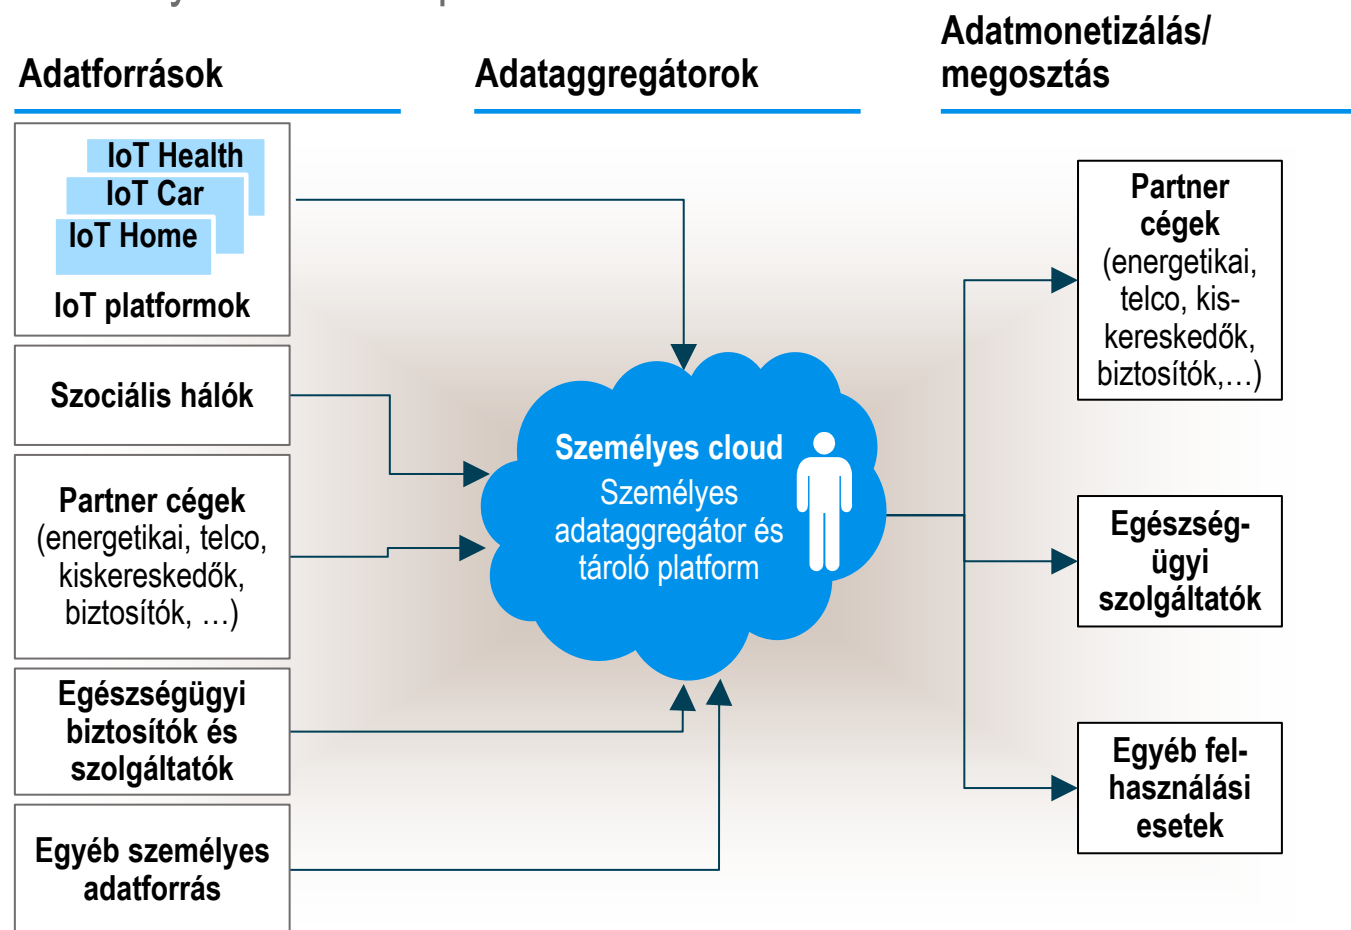 Adatforrások
Adataggregátorok
Adatmonetizálás/
megosztás
IoT Health
IoT Car
IoT Home
IoT platformok
Szociális hálók
Partner cégek
(energetikai, telco,
kiskereskedők,
biztosítók, …)
Egészségügyi
biztosítók és
szolgáltatók
Egyéb személyes
adatforrás
Személyes cloud
Személyes
adataggregátor és
tároló platform
Partner
cégek
(energetikai,
telco, kis-
kereskedők,
biztosítók,…)
Egészség-
ügyi
szolgáltatók
Egyéb fel-
használási
esetek